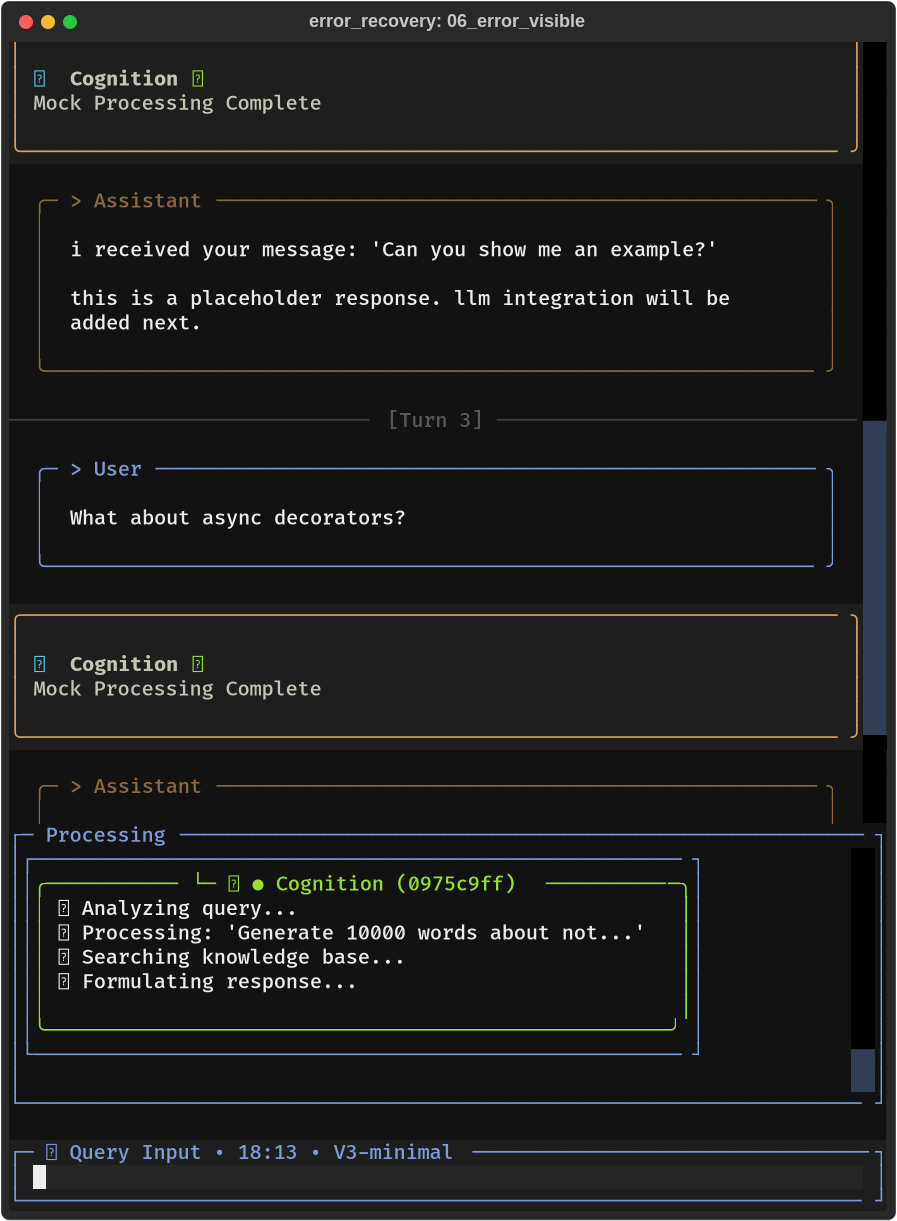 error_recovery: 06_error_visible
Cognition
Mock Processing Complete
> Assistant
i received your message: 'Can you show me an example?'
this is a placeholder response. llm integration will be
added next.
[Turn 3]
> User
What about async decorators?
Cognition
Mock Processing Complete
> Assistant
Processing
└─ ● Cognition (0975c9ff)
Analyzing query...
Processing: 'Generate 10000 words about not...'
Searching knowledge base...
Formulating response...
Query Input • 18:13 • V3-minimal